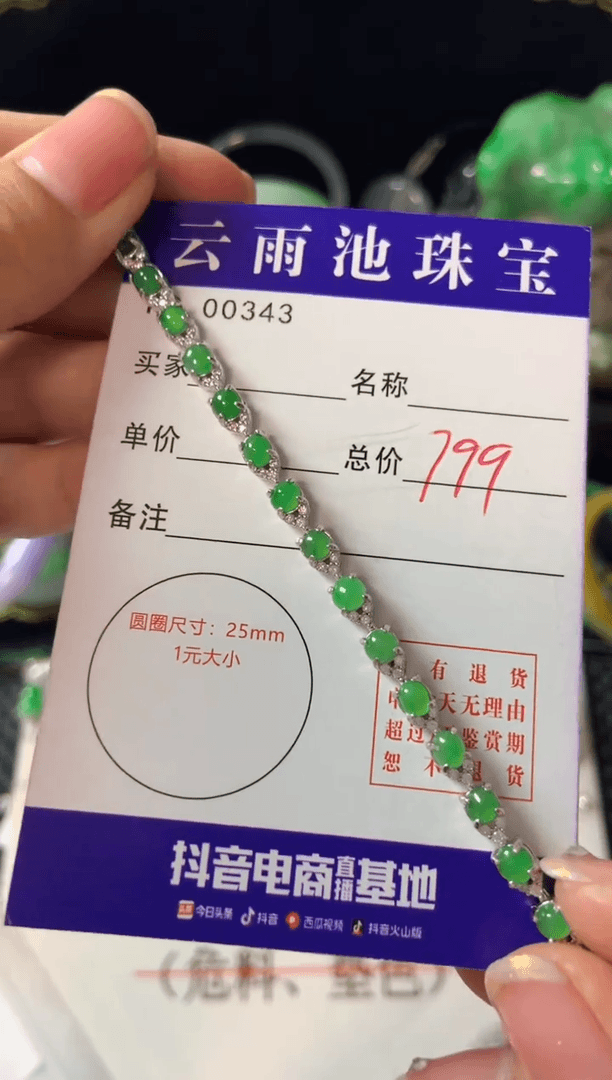 云雨池珠宝
00343
买家 名称
单价 总价 799
备注
圆圈尺寸：25mm
1元大小
有退货
天无理由
超过 鉴赏期
恕不退货
抖音电商直播基地
头条 今日头条 抖音 西瓜视频 抖音火山版